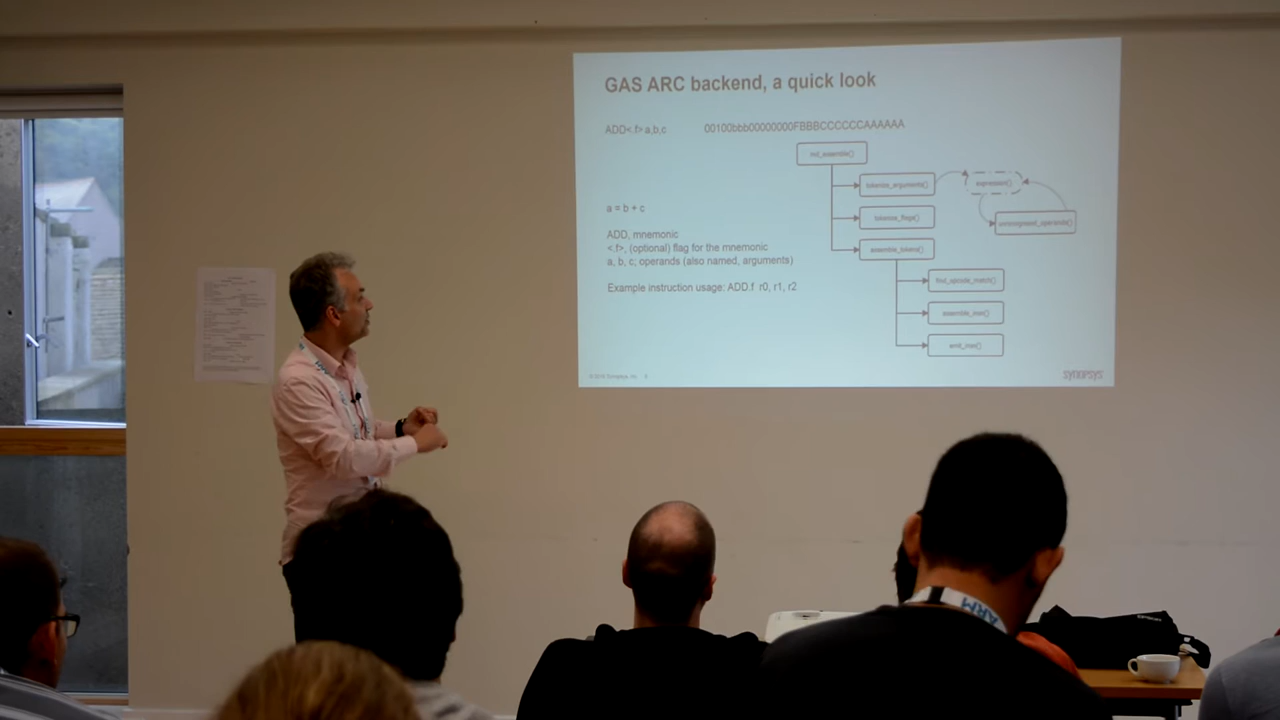 GAS ARC backend, a quick look
ADD<.f> a,b,c 00100bbb00000000FBBBCCCCCCAAAAAA
md_assemble()
tokenize_arguments()
expression()
tokenize_flags()
assemble_tokens()
a = b + c
ADD, mnemonic
<.f>, (optional) flag for the mnemonic
a, b, c; operands (also named, arguments)
find_opcode_match()
Example instruction usage: ADD.f r0, r1, r2
assemble_insn()
emit_insn()
SYNOPSYS
ARM